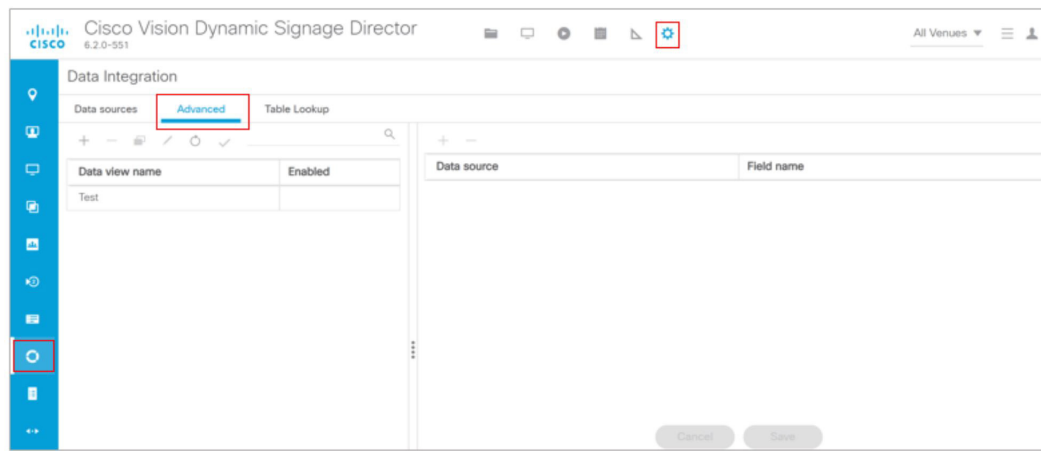 CISCO
Cisco Vision Dynamic Signage Director
6.2.0-551
All Venues
Data Integration
Data sources
Advanced
Table Lookup
Data view name
Enabled
Data source
Field name
Test
Cancel
Save